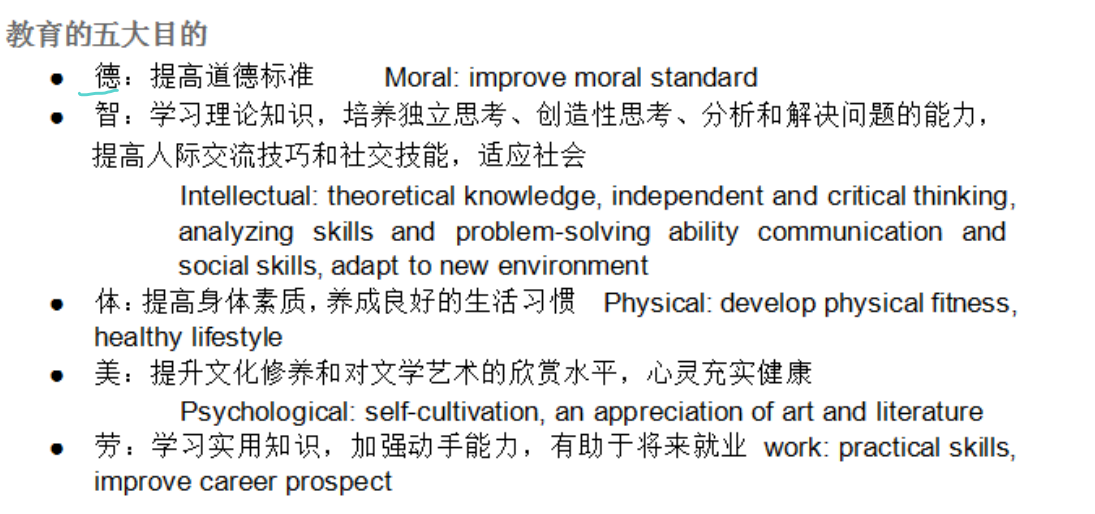 教育的五大目的
● 德：提高道德标准 Moral: improve moral standard
● 智：学习理论知识，培养独立思考、创造性思考、分析和解决问题的能力，
提高人际交流技巧和社交技能，适应社会
Intellectual: theoretical knowledge, independent and critical thinking,
analyzing skills and problem-solving ability communication and
social skills, adapt to new environment
● 体：提高身体素质，养成良好的生活习惯 Physical: develop physical fitness,
healthy lifestyle
● 美：提升文化修养和对文学艺术的欣赏水平，心灵充实健康
Psychological: self-cultivation, an appreciation of art and literature
● 劳：学习实用知识，加强动手能力，有助于将来就业 work: practical skills,
improve career prospect